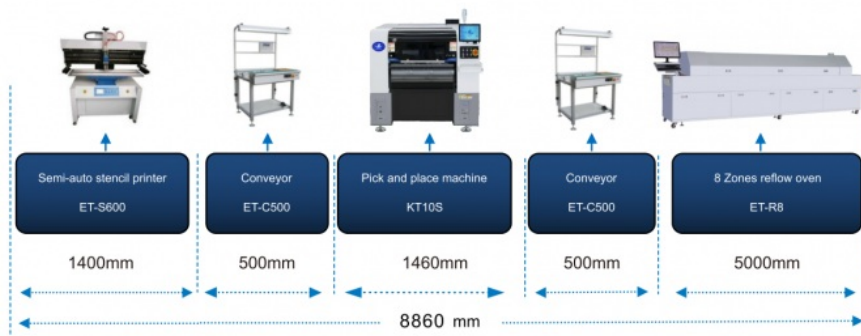 Semi-auto stencil printer
ET-S600
Conveyor
ET-C500
Pick and place machine
KT10S
Conveyor
ET-C500
8 Zones reflow oven
ET-R8
1400mm
500mm
1460mm
500mm
5000mm
8860 mm